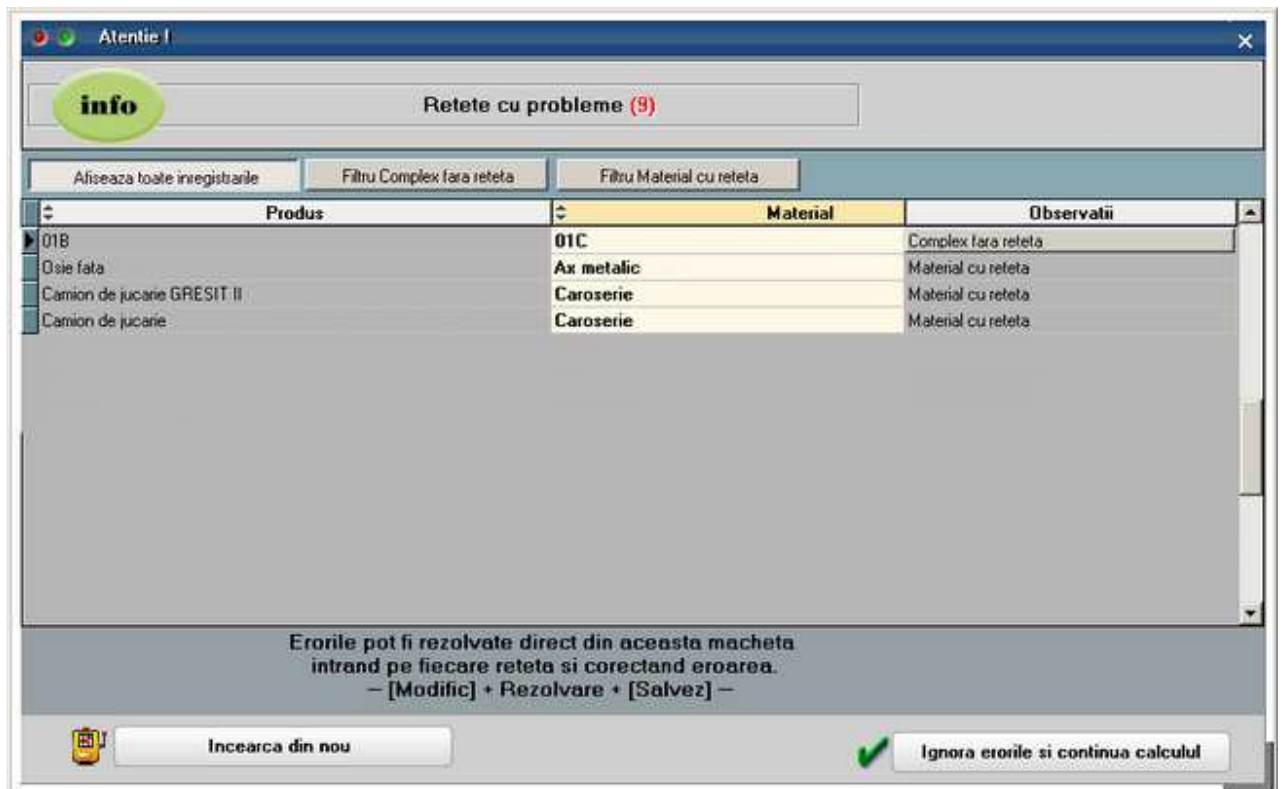 Atentie !
info
Retete cu probleme (9)
Afiseaza toate inregistrarile Filtru Complex fara reteta Filtru Material cu reteta
Produs Material Observatii
01B 01C Complex fara reteta
Osie fata Ax metalic Material cu reteta
Camion de jucarie GRESIT II Caroserie Material cu reteta
Camion de jucarie Caroserie Material cu reteta
Erorile pot fi rezolvate direct din aceasta macheta
intrand pe fiecare reteta si corectand eroarea.
— [Modific] + Rezolvare + [Salvez] —
Incearca din nou Ignora erorile si continua calculul